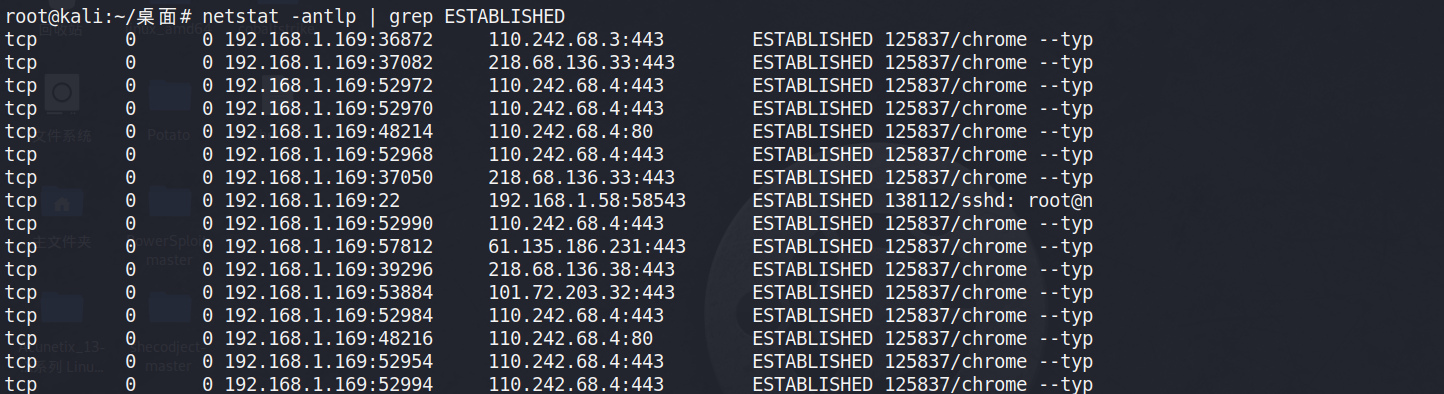 root@kali:~/桌面# netstat -antlp | grep ESTABLISHED
tcp        0      0 192.168.1.169:36872     110.242.68.3:443        ESTABLISHED 125837/chrome --typ
tcp        0      0 192.168.1.169:37082     218.68.136.33:443       ESTABLISHED 125837/chrome --typ
tcp        0      0 192.168.1.169:52972     110.242.68.4:443        ESTABLISHED 125837/chrome --typ
tcp        0      0 192.168.1.169:52970     110.242.68.4:443        ESTABLISHED 125837/chrome --typ
tcp        0      0 192.168.1.169:48214     110.242.68.4:80         ESTABLISHED 125837/chrome --typ
tcp        0      0 192.168.1.169:52968     110.242.68.4:443        ESTABLISHED 125837/chrome --typ
tcp        0      0 192.168.1.169:37050     218.68.136.33:443       ESTABLISHED 125837/chrome --typ
tcp        0      0 192.168.1.169:22        192.168.1.58:58543      ESTABLISHED 138112/sshd: root@n
tcp        0      0 192.168.1.169:52990     110.242.68.4:443        ESTABLISHED 125837/chrome --typ
tcp        0      0 192.168.1.169:57812     61.135.186.231:443      ESTABLISHED 125837/chrome --typ
tcp        0      0 192.168.1.169:39296     218.68.136.38:443       ESTABLISHED 125837/chrome --typ
tcp        0      0 192.168.1.169:53884     101.72.203.32:443       ESTABLISHED 125837/chrome --typ
tcp        0      0 192.168.1.169:52984     110.242.68.4:443        ESTABLISHED 125837/chrome --typ
tcp        0      0 192.168.1.169:48216     110.242.68.4:80         ESTABLISHED 125837/chrome --typ
tcp        0      0 192.168.1.169:52954     110.242.68.4:443        ESTABLISHED 125837/chrome --typ
tcp        0      0 192.168.1.169:52994     110.242.68.4:443        ESTABLISHED 125837/chrome --typ
文件系统
Potato
主文件夹
master
master